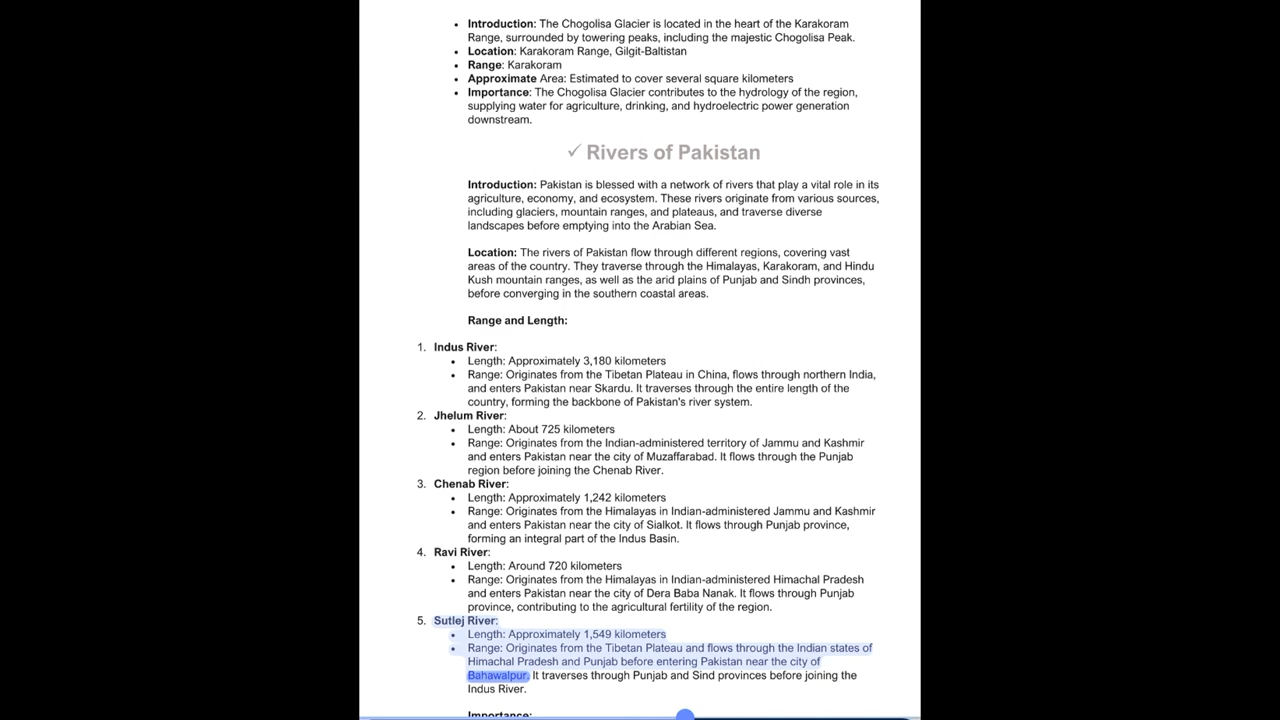 • Introduction: The Chogolisa Glacier is located in the heart of the Karakoram
Range, surrounded by towering peaks, including the majestic Chogolisa Peak.
• Location: Karakoram Range, Gilgit-Baltistan
• Range: Karakoram
• Approximate Area: Estimated to cover several square kilometers
• Importance: The Chogolisa Glacier contributes to the hydrology of the region,
supplying water for agriculture, drinking, and hydroelectric power generation
downstream.
✓ Rivers of Pakistan
Introduction: Pakistan is blessed with a network of rivers that play a vital role in its
agriculture, economy, and ecosystem. These rivers originate from various sources,
including glaciers, mountain ranges, and plateaus, and traverse diverse
landscapes before emptying into the Arabian Sea.
Location: The rivers of Pakistan flow through different regions, covering vast
areas of the country. They traverse through the Himalayas, Karakoram, and Hindu
Kush mountain ranges, as well as the arid plains of Punjab and Sindh provinces,
before converging in the southern coastal areas.
Range and Length:
1. Indus River:
• Length: Approximately 3,180 kilometers
• Range: Originates from the Tibetan Plateau in China, flows through northern India,
and enters Pakistan near Skardu. It traverses through the entire length of the
country, forming the backbone of Pakistan's river system.
2. Jhelum River:
• Length: About 725 kilometers
• Range: Originates from the Indian-administered territory of Jammu and Kashmir
and enters Pakistan near the city of Muzaffarabad. It flows through the Punjab
region before joining the Chenab River.
3. Chenab River:
• Length: Approximately 1,242 kilometers
• Range: Originates from the Himalayas in Indian-administered Jammu and Kashmir
and enters Pakistan near the city of Sialkot. It flows through Punjab province,
forming an integral part of the Indus Basin.
4. Ravi River:
• Length: Around 720 kilometers
• Range: Originates from the Himalayas in Indian-administered Himachal Pradesh
and enters Pakistan near the city of Dera Baba Nanak. It flows through Punjab
province, contributing to the agricultural fertility of the region.
5. Sutlej River:
• Length: Approximately 1,549 kilometers
• Range: Originates from the Tibetan Plateau and flows through the Indian states of
Himachal Pradesh and Punjab before entering Pakistan near the city of
Bahawalpur. It traverses through Punjab and Sind provinces before joining the
Indus River.
Importance: